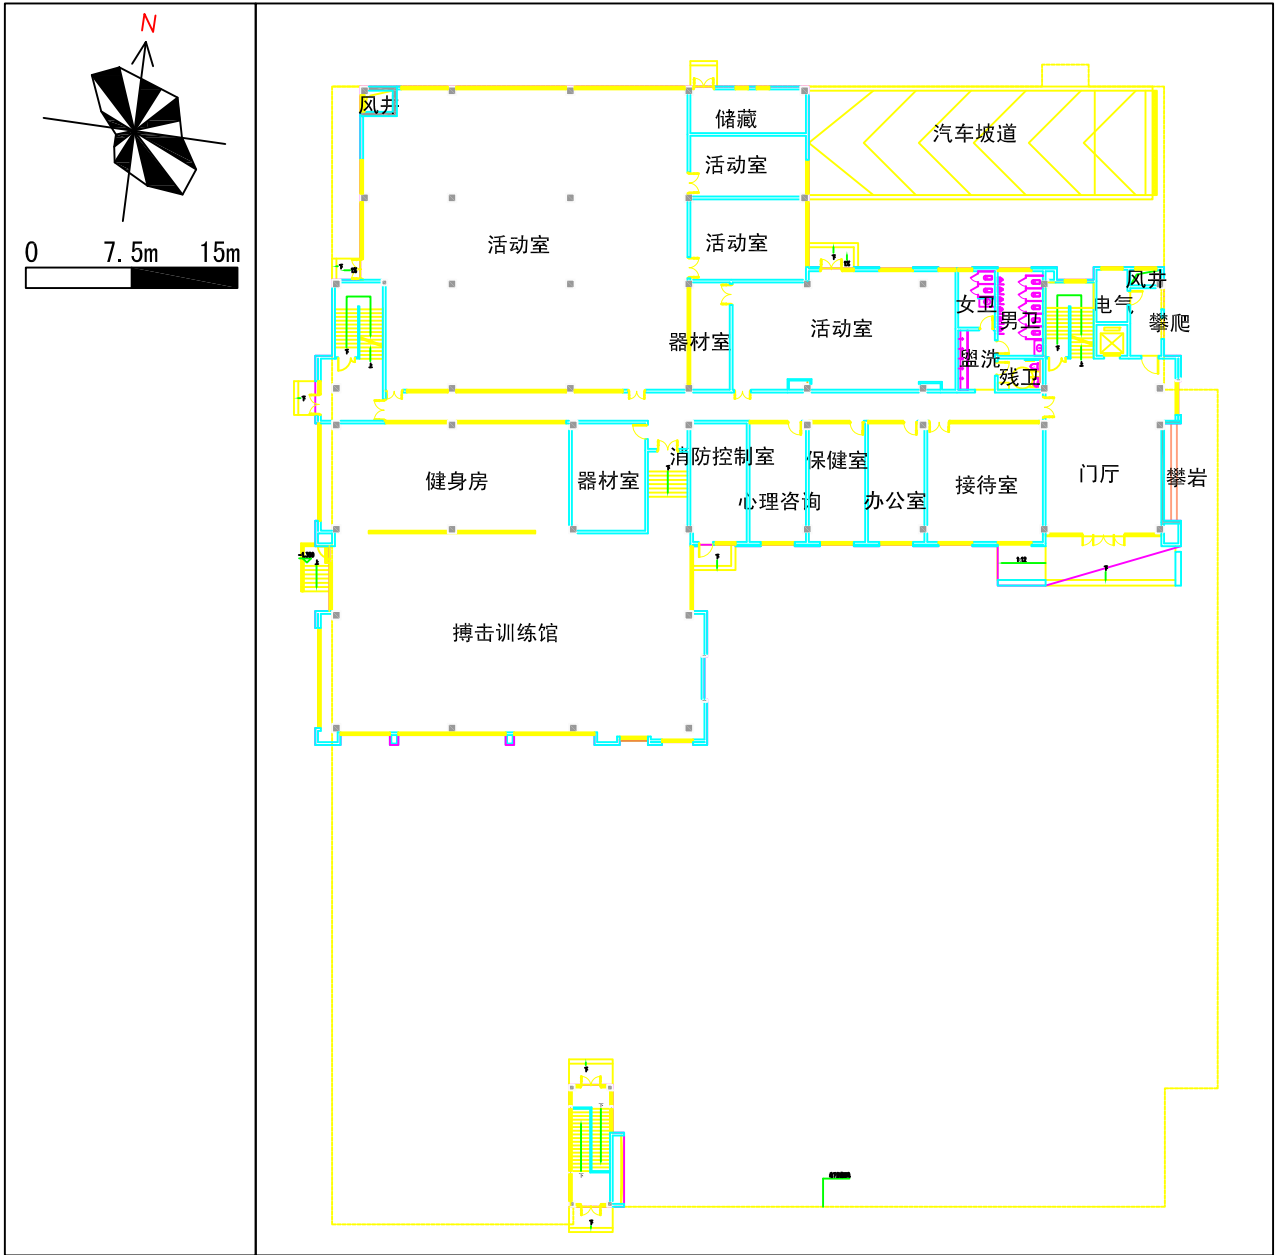 N
0 7.5m 15m
风井
储藏
汽车坡道
活动室
活动室
活动室
风井
女卫
男卫
电气
攀爬
器材室
活动室
盥洗
残卫
健身房
器材室
消防控制室
心理咨询
保健室
办公室
接待室
门厅
攀岩
搏击训练馆